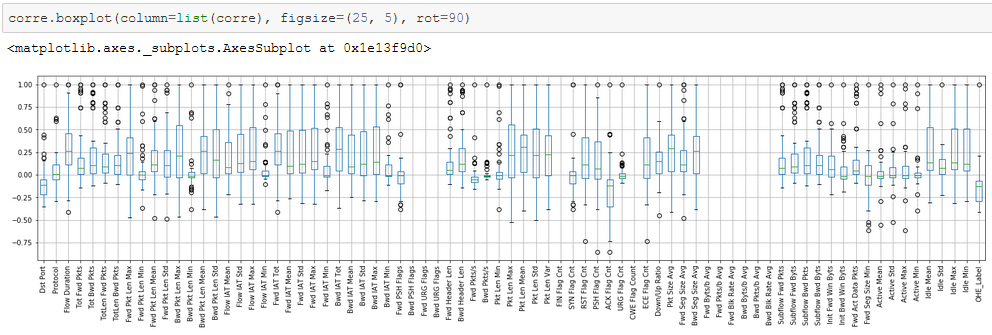 corre.boxplot(column=list(corre), figsize=(25, 5), rot=90)
<matplotlib.axes._subplots.AxesSubplot at 0x1e13f9d0>
1.00
0.75
0.50
0.25
0.00
−0.25
−0.50
−0.75
Dst Port
Protocol
Flow Duration
Tot Fwd Pkts
Tot Bwd Pkts
TotLen Fwd Pkts
TotLen Bwd Pkts
Fwd Pkt Len Max
Fwd Pkt Len Min
Fwd Pkt Len Mean
Fwd Pkt Len Std
Bwd Pkt Len Max
Bwd Pkt Len Min
Bwd Pkt Len Mean
Bwd Pkt Len Std
Flow IAT Mean
Flow IAT Std
Flow IAT Max
Flow IAT Min
Fwd IAT Tot
Fwd IAT Mean
Fwd IAT Std
Fwd IAT Max
Fwd IAT Min
Bwd IAT Tot
Bwd IAT Mean
Bwd IAT Std
Bwd IAT Max
Bwd IAT Min
Fwd PSH Flags
Bwd PSH Flags
Fwd URG Flags
Bwd URG Flags
Fwd Header Len
Bwd Header Len
Fwd Pkts/s
Bwd Pkts/s
Pkt Len Min
Pkt Len Max
Pkt Len Mean
Pkt Len Std
Pkt Len Var
FIN Flag Cnt
SYN Flag Cnt
RST Flag Cnt
PSH Flag Cnt
ACK Flag Cnt
URG Flag Cnt
CWE Flag Count
ECE Flag Cnt
Down/Up Ratio
Pkt Size Avg
Fwd Seg Size Avg
Bwd Seg Size Avg
Fwd Byts/b Avg
Fwd Pkts/b Avg
Fwd Blk Rate Avg
Bwd Byts/b Avg
Bwd Pkts/b Avg
Bwd Blk Rate Avg
Subflow Fwd Pkts
Subflow Fwd Byts
Subflow Bwd Pkts
Subflow Bwd Byts
Init Fwd Win Byts
Init Bwd Win Byts
Fwd Act Data Pkts
Fwd Seg Size Min
Active Mean
Active Std
Active Max
Active Min
Idle Mean
Idle Std
Idle Max
Idle Min
OHE_Label